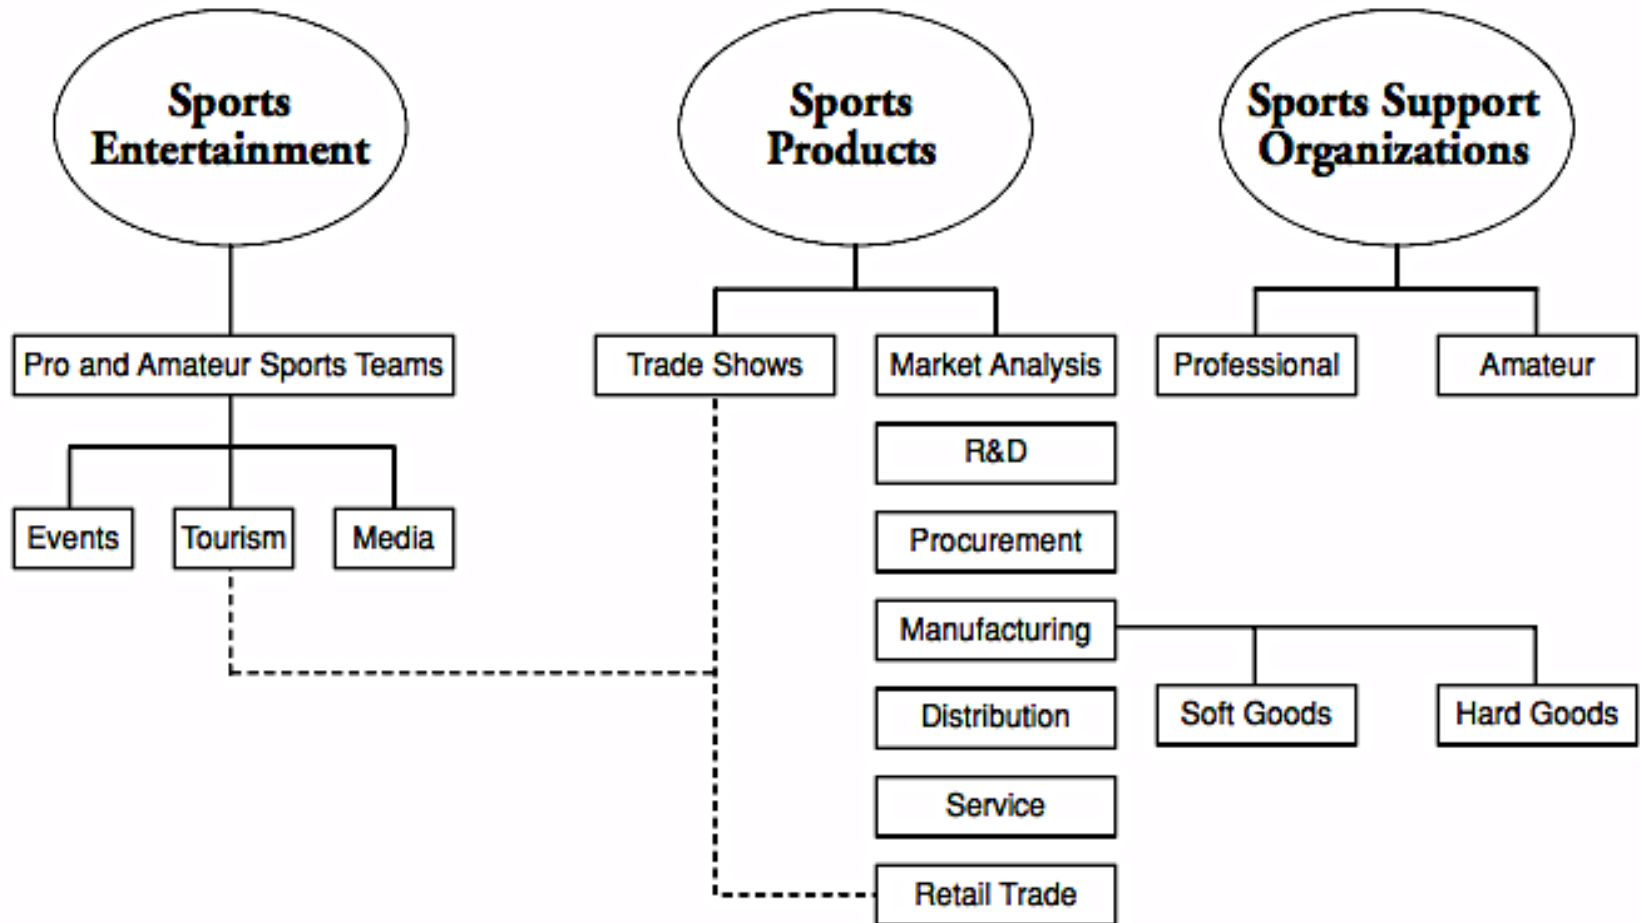 Sports
Entertainment
Sports
Products
Sports Support
Organizations
Pro and Amateur Sports Teams
Trade Shows
Market Analysis
Professional
Amateur
R&D
Events
Tourism
Media
Procurement
Manufacturing
Distribution
Soft Goods
Hard Goods
Service
Retail Trade